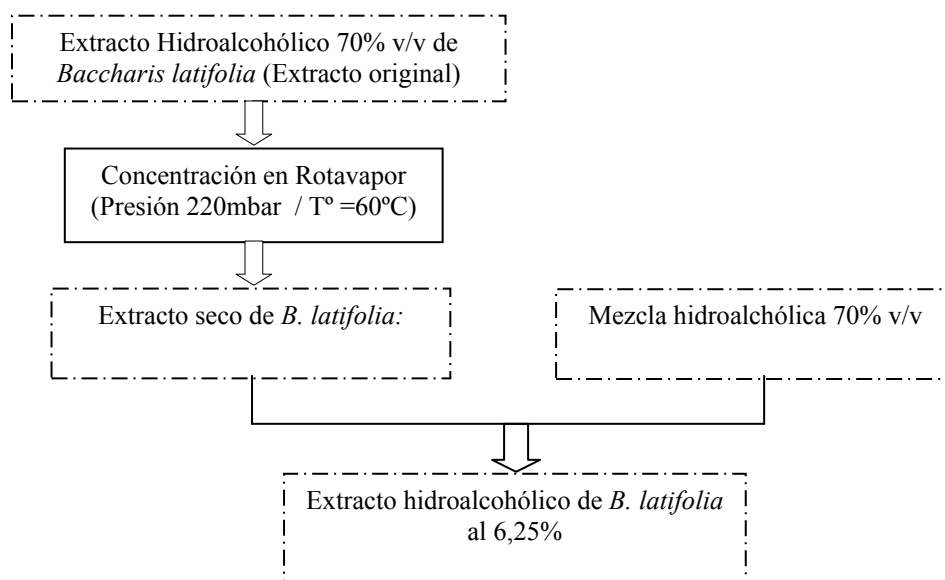 Extracto Hidroalcohólico 70% v/v de
Baccharis latifolia (Extracto original)
Concentración en Rotavapor
(Presión 220mbar / Tº =60ºC)
Extracto seco de B. latifolia:
Mezcla hidroalchólica 70% v/v
Extracto hidroalcohólico de B. latifolia
al 6,25%